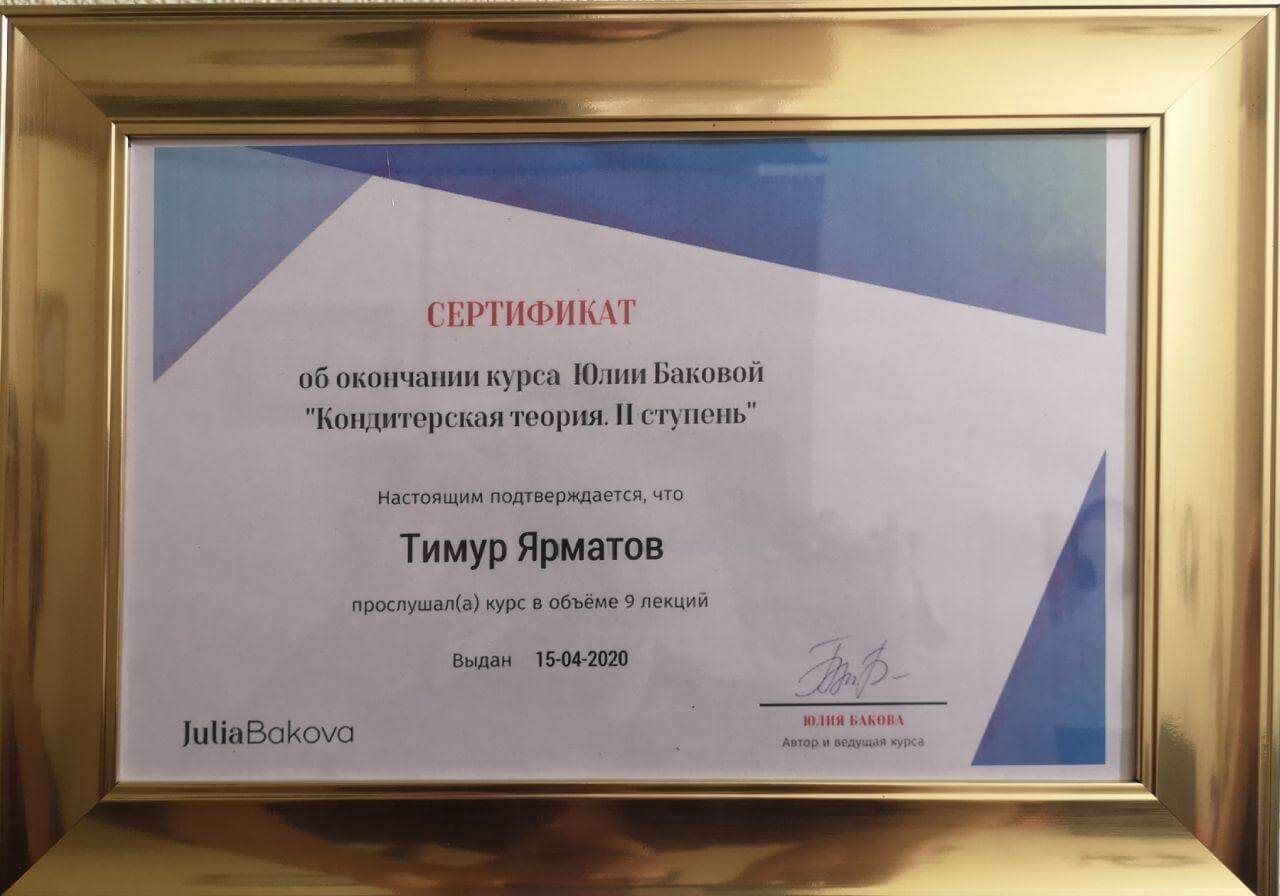 СЕРТИФИКАТ
об окончании курса Юлии Баковой
"Кондитерская теория. II ступень"
Настоящим подтверждается, что
Тимур Ярматов
прослушал(а) курс в объёме 9 лекций
Выдан 15-04-2020
JuliaBakova
ЮЛИЯ БАКОВА
Автор и ведущая курса